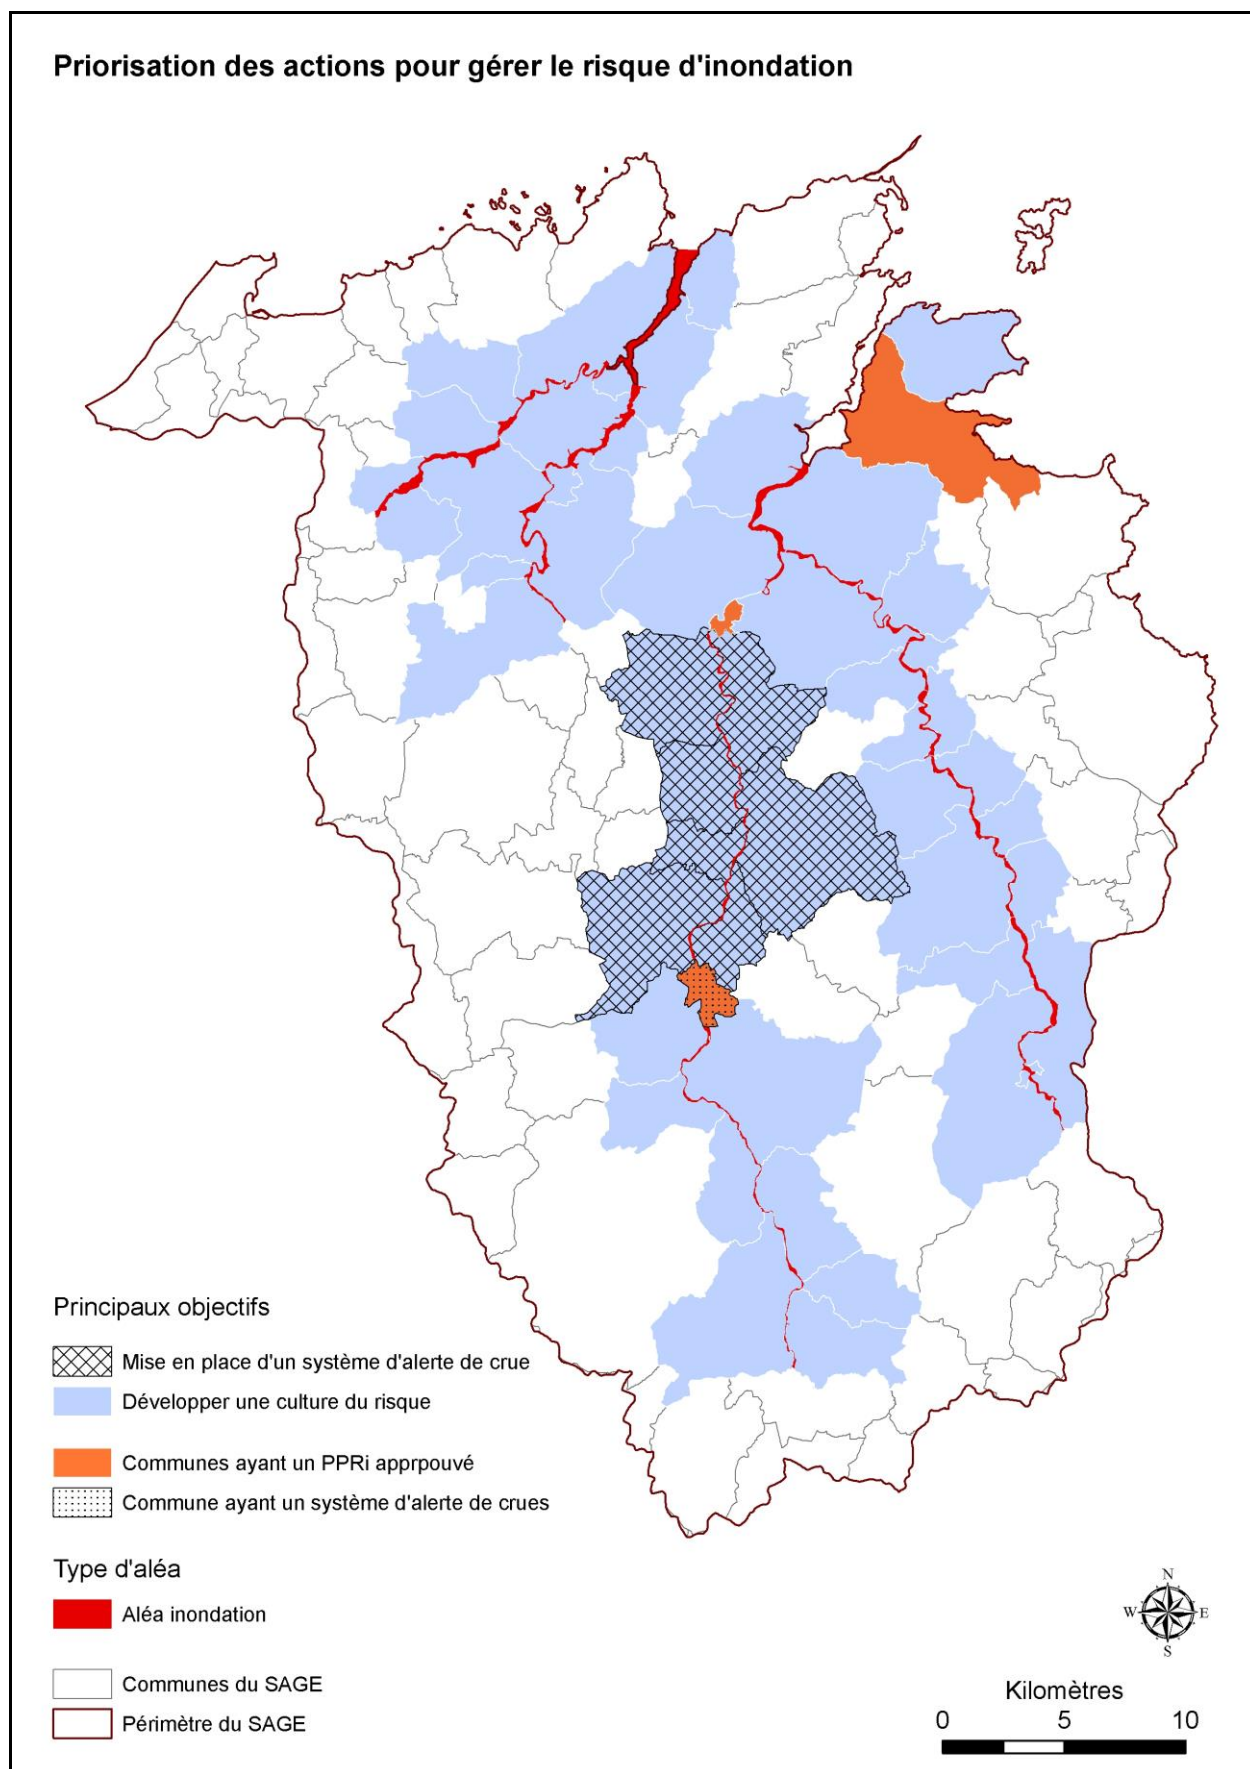 Priorisation des actions pour gérer le risque d'inondation
Principaux objectifs
Mise en place d'un système d'alerte de crue
Développer une culture du risque
Communes ayant un PPRi apprpouvé
Commune ayant un système d'alerte de crues
Type d'aléa
Aléa inondation
Communes du SAGE
Périmètre du SAGE
N
W E
S
Kilomètres
0 5 10